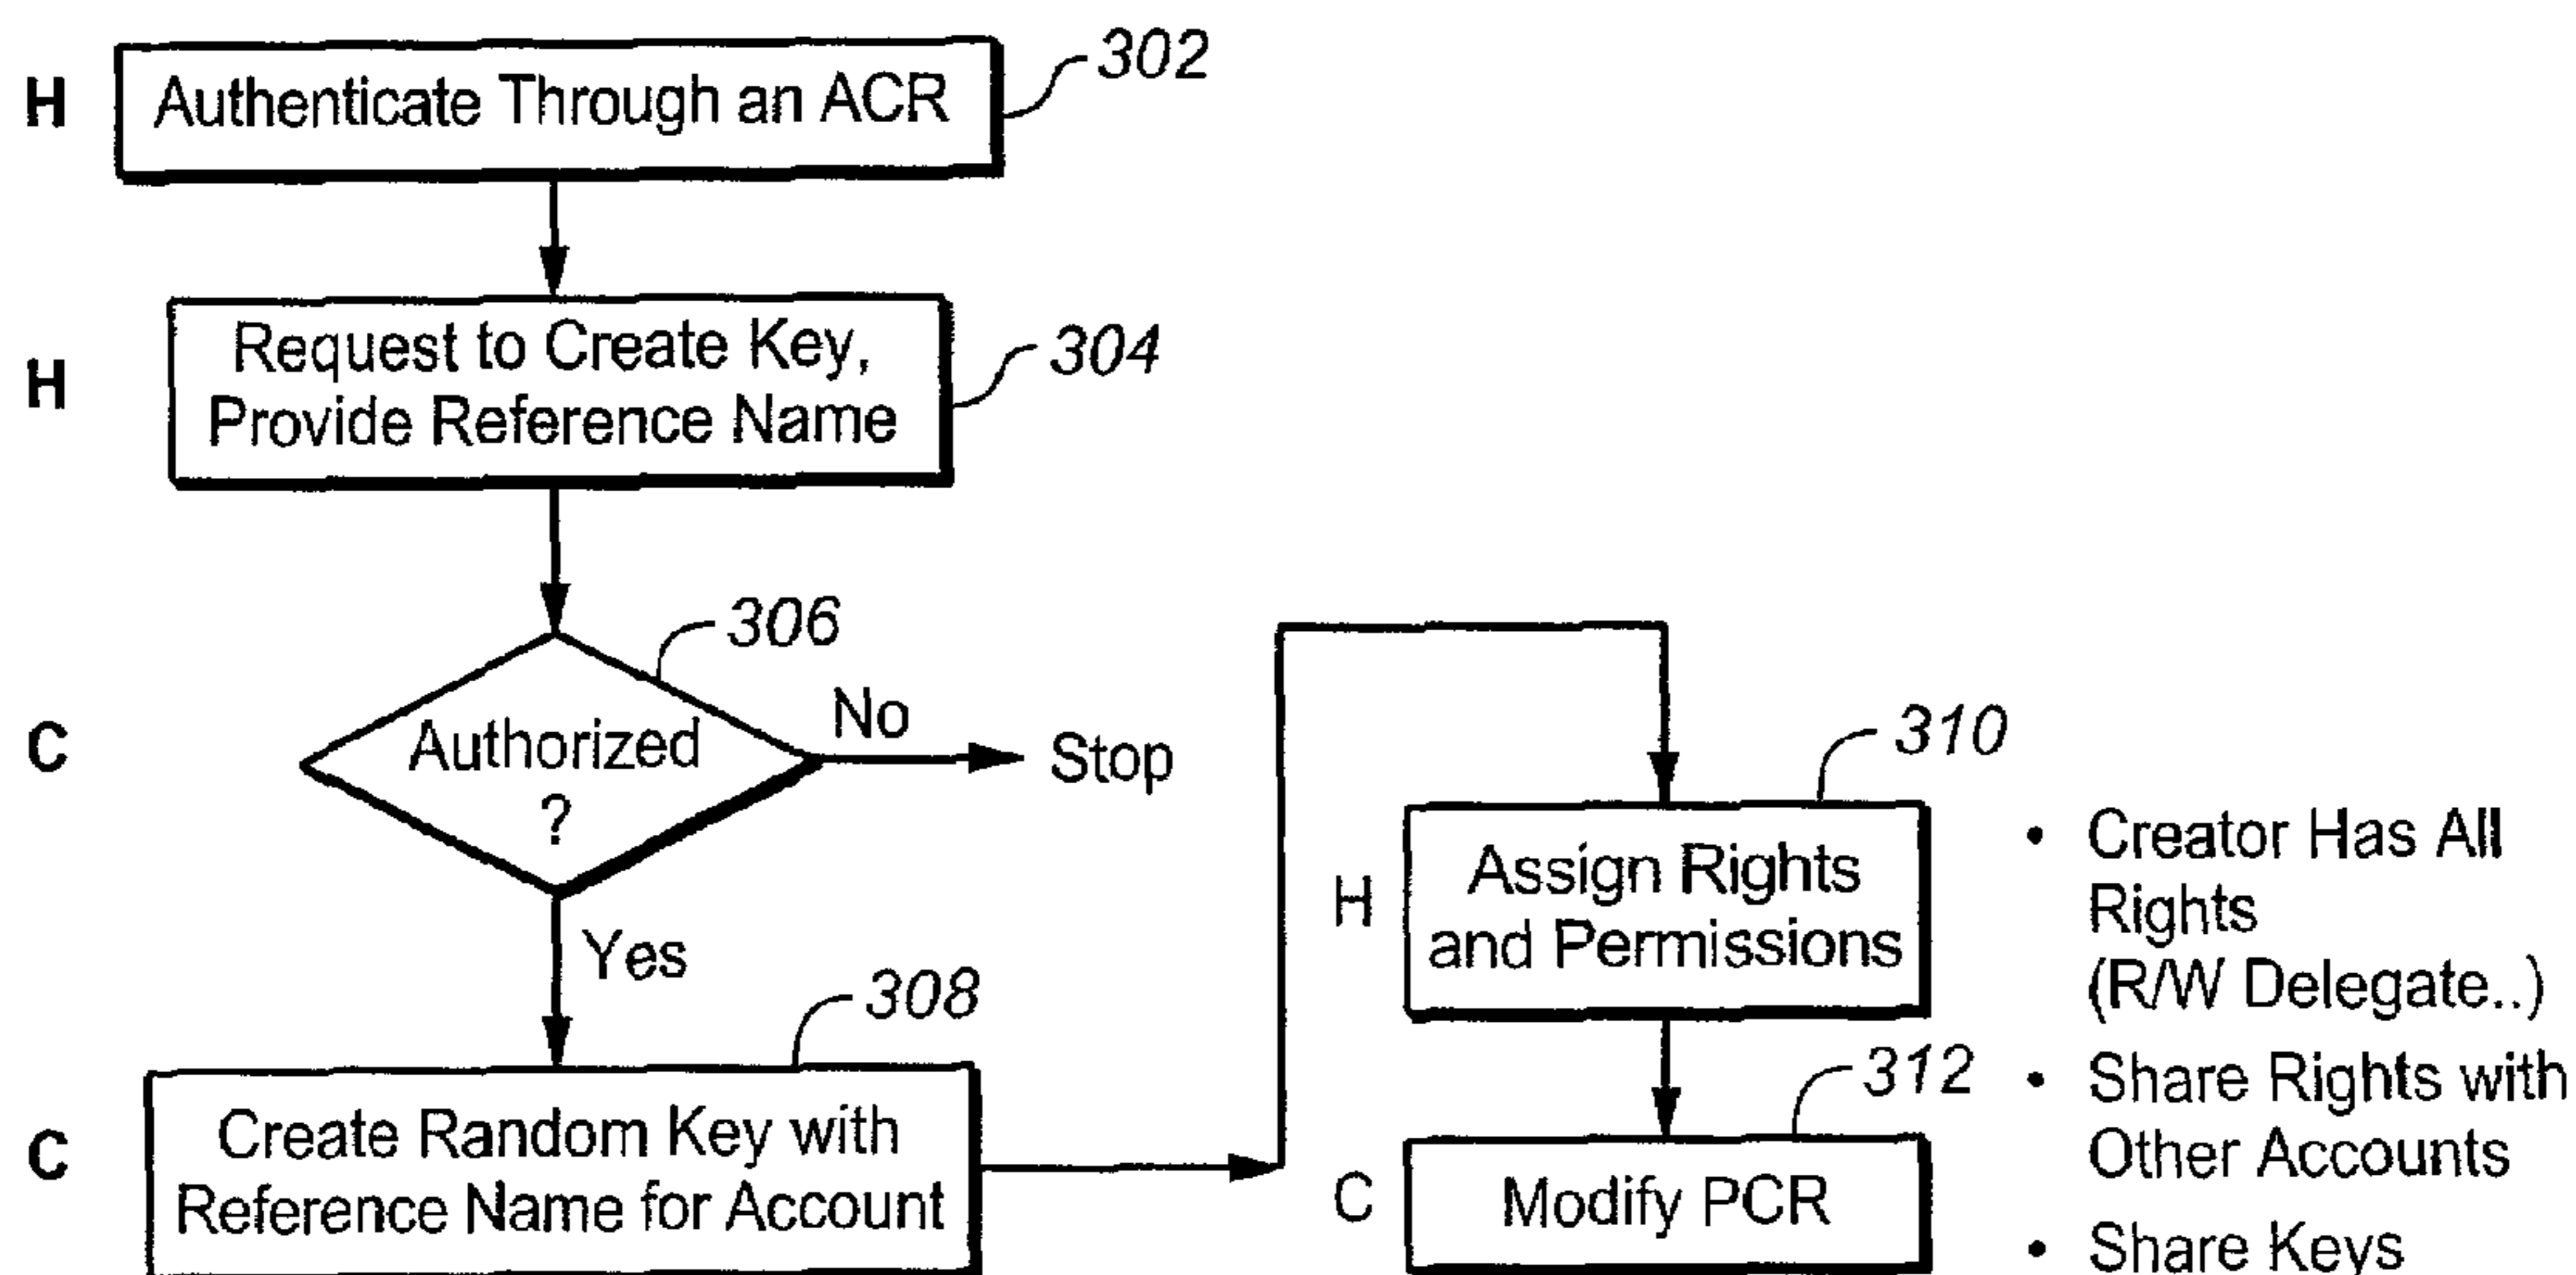 H
Authenticate Through an ACR
302
H
Request to Create Key,
Provide Reference Name
304
C
306
Authorized
?
No
Stop
Yes
C
308
Create Random Key with
Reference Name for Account
310
H
Assign Rights
and Permissions
312
C
Modify PCR
• Creator Has All
Rights
(R/W Delegate..)
• Share Rights with
Other Accounts
• Share Keys